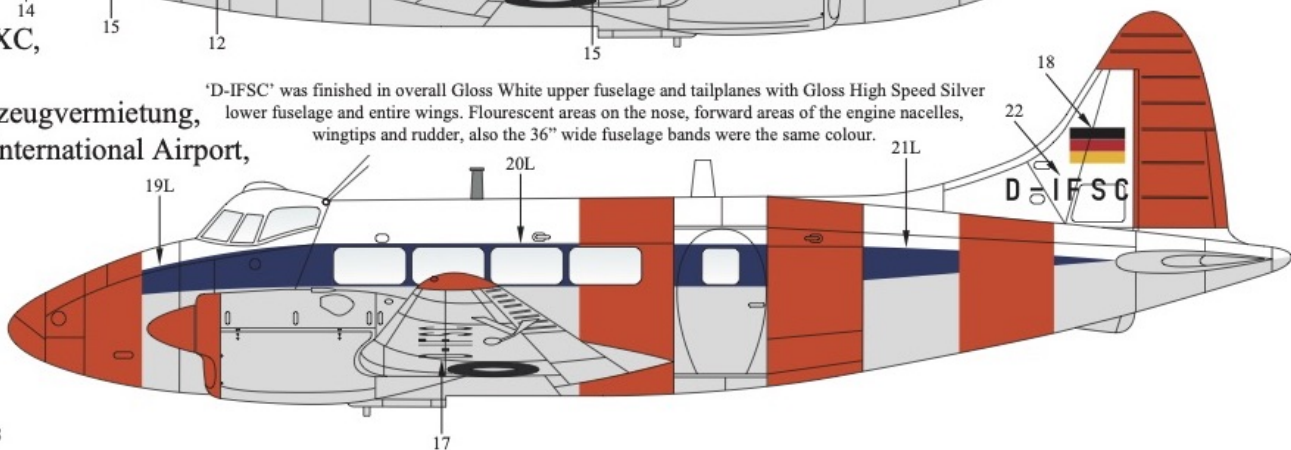 14
15
12
15
XC,
'D-IFSC' was finished in overall Gloss White upper fuselage and tailplanes with Gloss High Speed Silver
lower fuselage and entire wings. Flourescent areas on the nose, forward areas of the engine nacelles,
wingtips and rudder, also the 36” wide fuselage bands were the same colour.
zeugvermietung,
nternational Airport,
18
22
19L
20L
21L
D-IFSC
17